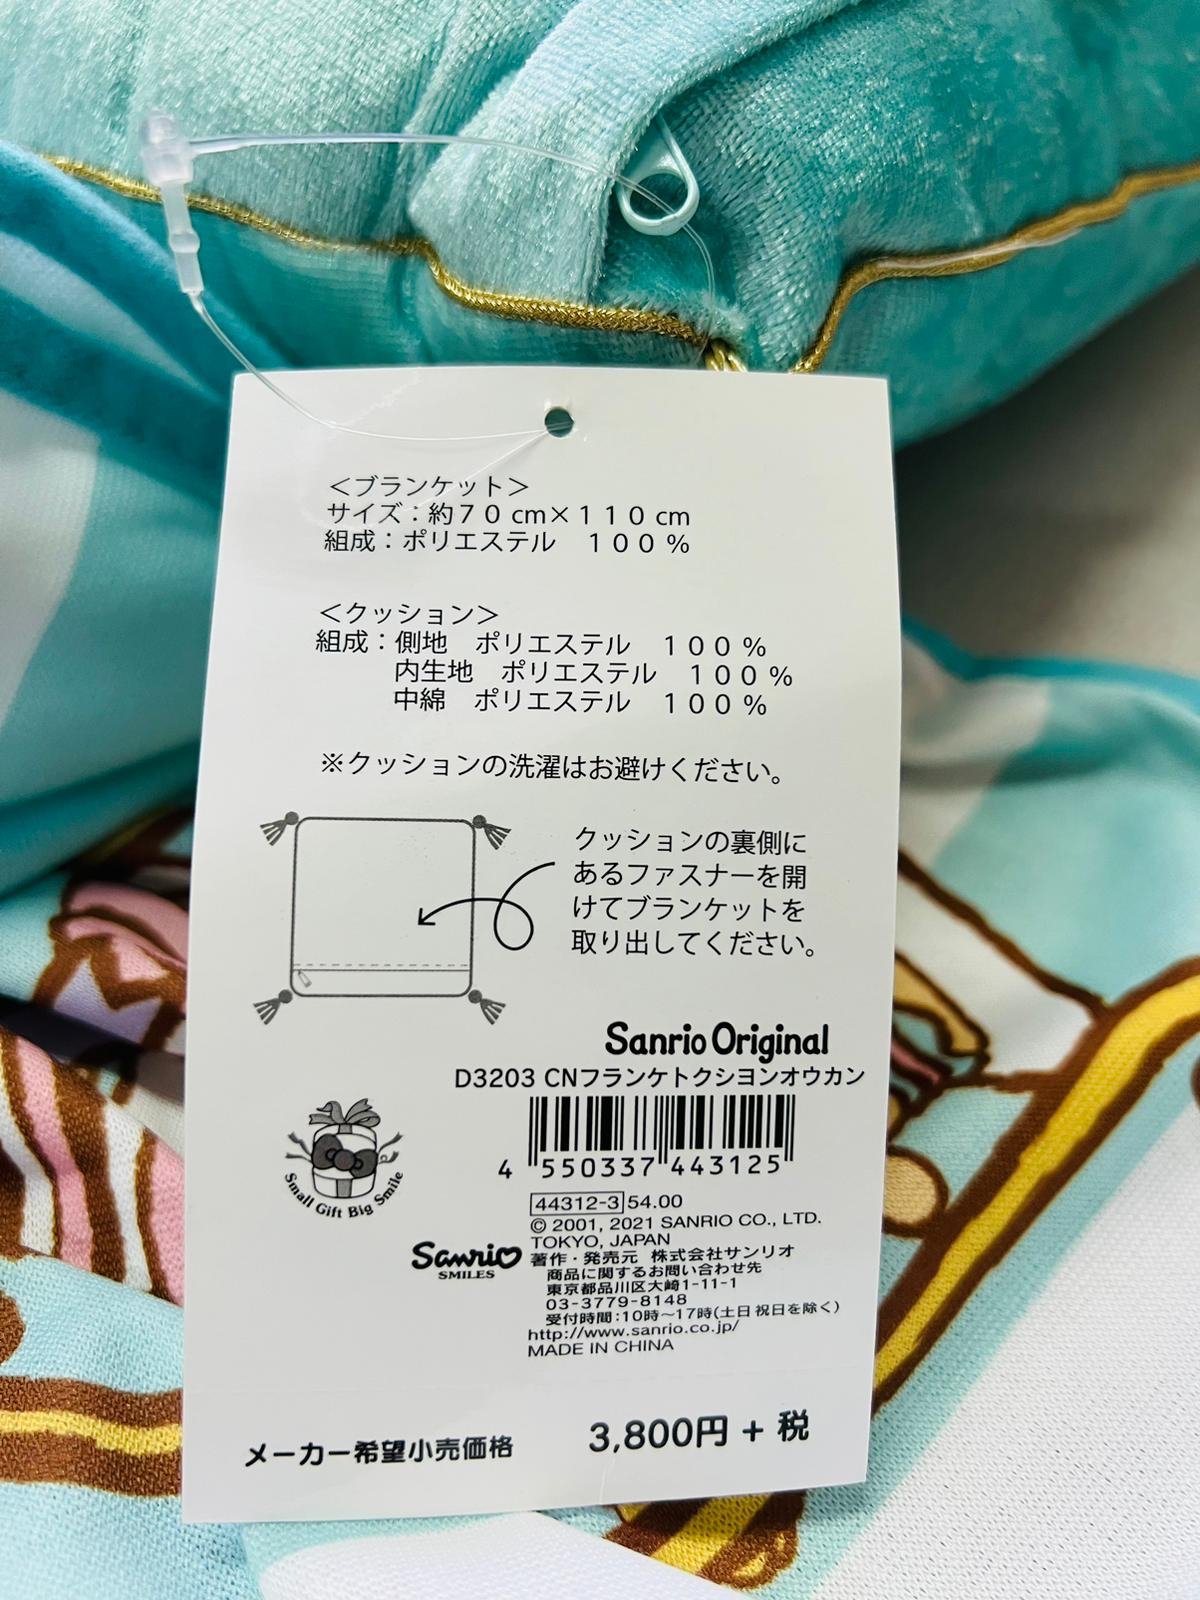 ＜ブランケット＞
サイズ：約７０cm×１１０cm
組成：ポリエステル　１００％
＜クッション＞
組成：側地　ポリエステル　１００％
内生地　ポリエステル　１００％
中綿　ポリエステル　１００％
※クッションの洗濯はお避けください。
クッションの裏側に
あるファスナーを開
けてブランケットを
取り出してください。
Sanrio Original
D3203 CNフランケトクシヨンオウカン
4 550337 443125
Small Gift Big Smile
44312-3 54.00
© 2001, 2021 SANRIO CO., LTD.
TOKYO, JAPAN
Sanrio
SMILES
著作・発売元 株式会社サンリオ
商品に関するお問い合わせ先
東京都品川区大崎1-11-1
03-3779-8148
受付時間：10時〜17時(土日 祝日を除く)
http://www.sanrio.co.jp/
MADE IN CHINA
メーカー希望小売価格 3,800円 + 税